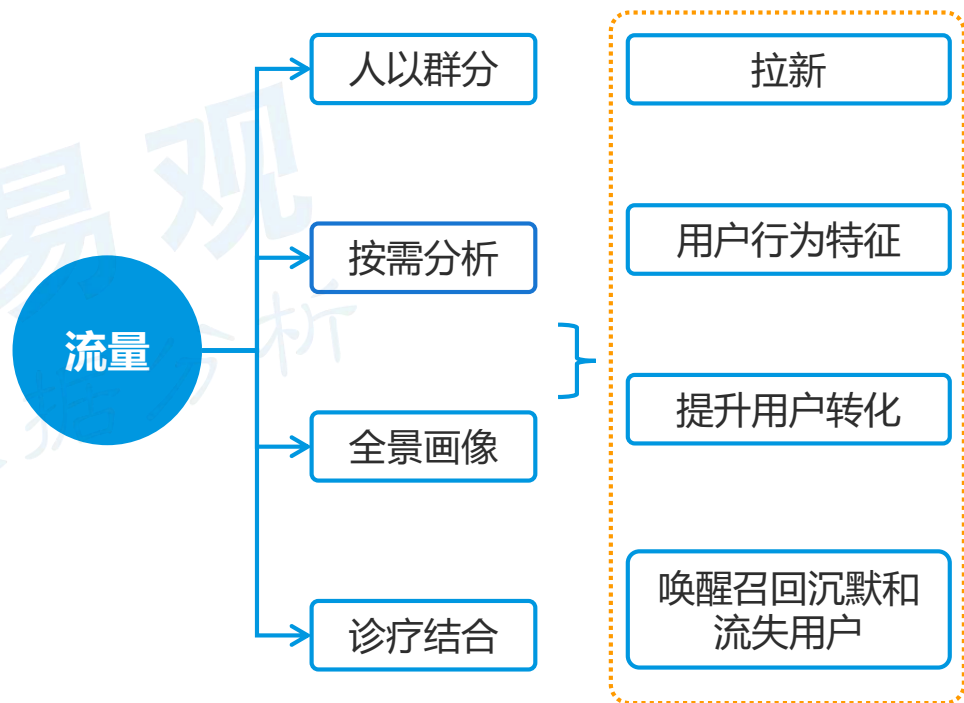 人以群分
拉新
按需分析
用户行为特征
流量
全景画像
提升用户转化
诊疗结合
唤醒召回沉默和
流失用户
易观
分析